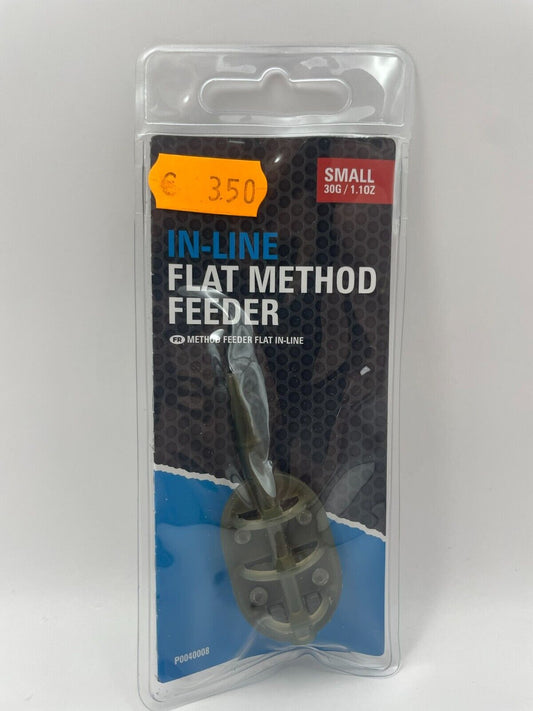 € 3.50
SMALL
30G / 1.1OZ
IN-LINE
FLAT METHOD
FEEDER
FR METHOD FEEDER FLAT IN-LINE
P0040008